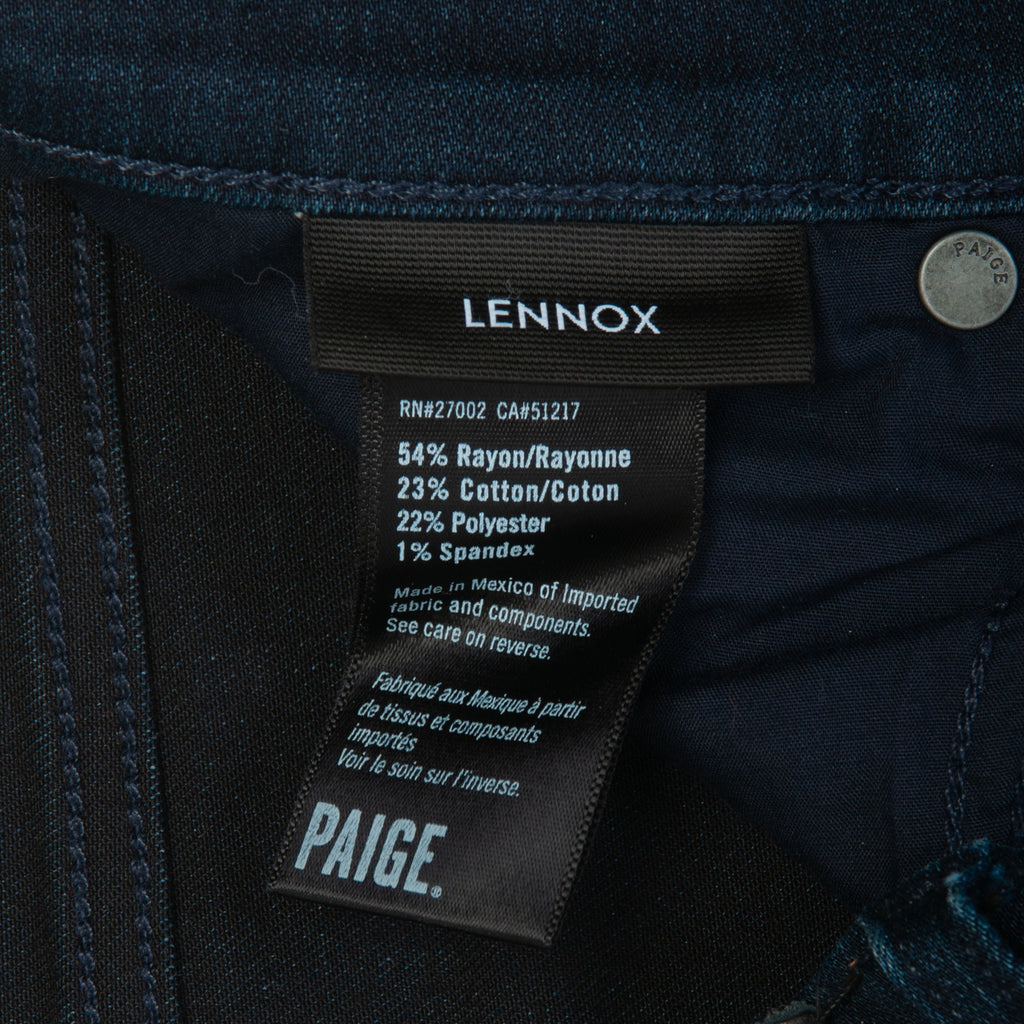 LENNOX
PAIGE
RN#27002 CA#51217
54% Rayon/Rayonne
23% Cotton/Coton
22% Polyester
1% Spandex
Made in Mexico of Imported
fabric and components.
See care on reverse.
Fabriqué aux Mexique à partir
de tissus et composants
importés
Voir le soin sur l'inverse.
PAIGE®